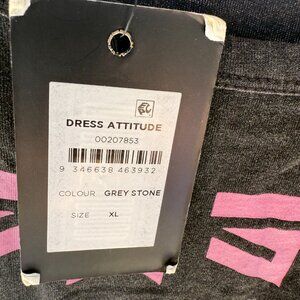 DRESS ATTITUDE
00207853
9 346638 463932
COLOUR GREY STONE
SIZE XL